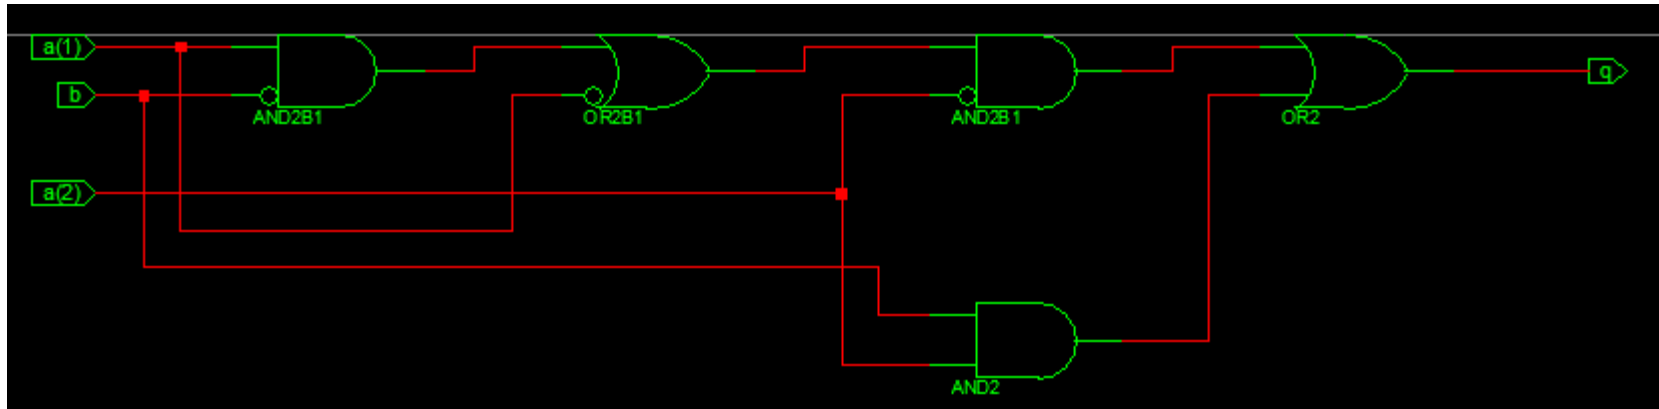 a(1)
b
q
AND2B1
OR2B1
AND2B1
OR2
a(2)
AND2